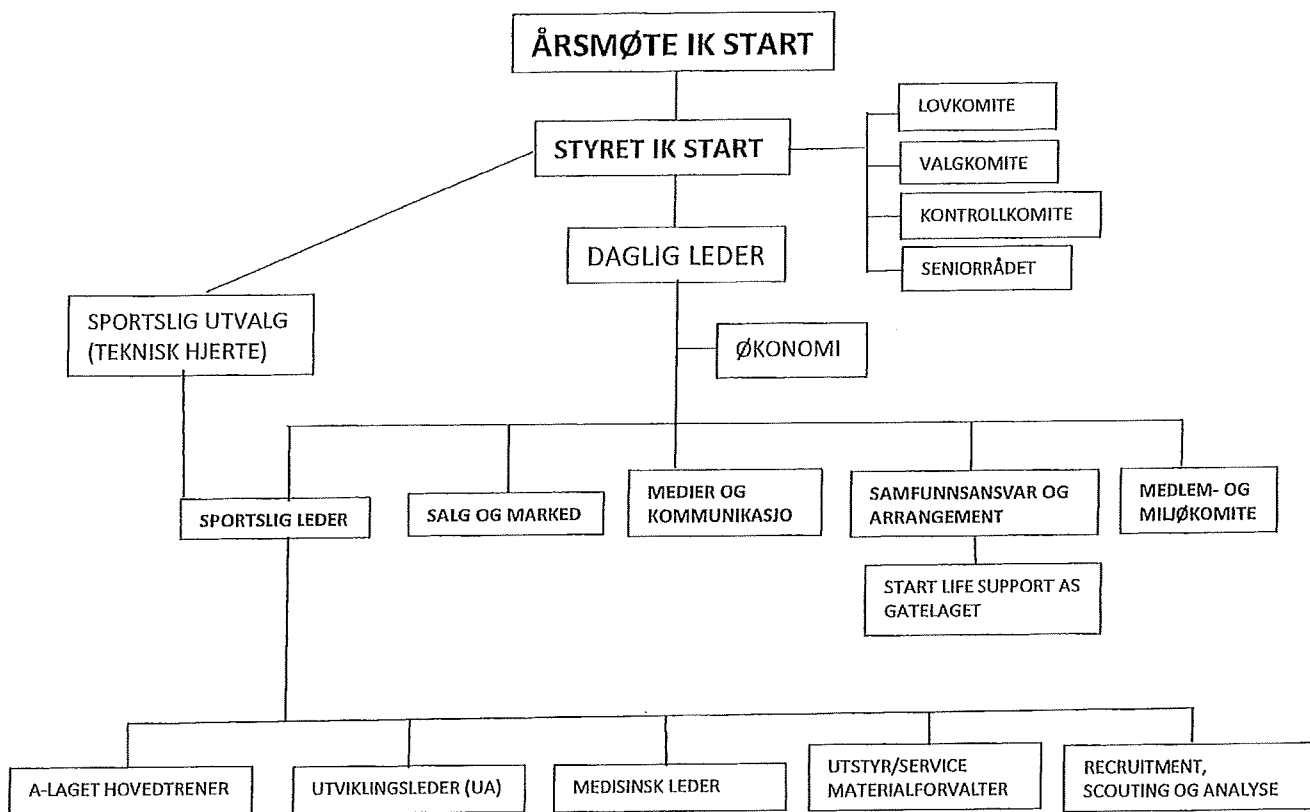 ÅRSMØTE IK START
STYRET IK START
LOVKOMITE
VALGKOMITE
KONTROLLKOMITE
SENIORRÅDET
DAGLIG LEDER
SPORTSLIG UTVALG
(TEKNISK HJERTE)
ØKONOMI
SPORTSLIG LEDER
SALG OG MARKED
MEDIER OG
KOMMUNIKASJO
SAMFUNNSANSVAR OG
ARRANGEMENT
MEDLEM- OG
MILJØKOMITE
START LIFE SUPPORT AS
GATELAGET
A-LAGET HOVEDTRENER
UTVIKLINGSLEDER (UA)
MEDISINSK LEDER
UTSTYR/SERVICE
MATERIALFORVALTER
RECRUITMENT,
SCOUTING OG ANALYSE